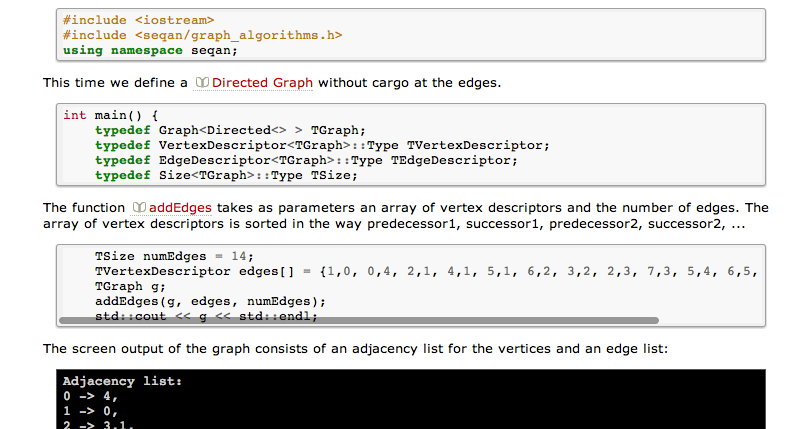 #include <iostream>
#include <seqan/graph_algorithms.h>
using namespace seqan;
This time we define a Directed Graph without cargo at the edges.
int main() {
    typedef Graph<Directed<> > TGraph;
    typedef VertexDescriptor<TGraph>::Type TVertexDescriptor;
    typedef EdgeDescriptor<TGraph>::Type TEdgeDescriptor;
    typedef Size<TGraph>::Type TSize;
The function addEdges takes as parameters an array of vertex descriptors and the number of edges. The
array of vertex descriptors is sorted in the way predecessor1, successor1, predecessor2, successor2, ...
    TSize numEdges = 14;
    TVertexDescriptor edges[] = {1,0, 0,4, 2,1, 4,1, 5,1, 6,2, 3,2, 2,3, 7,3, 5,4, 6,5,
    TGraph g;
    addEdges(g, edges, numEdges);
    std::cout << g << std::endl;
The screen output of the graph consists of an adjacency list for the vertices and an edge list:
Adjacency list:
0 -> 4,
1 -> 0,
2 -> 3,1,